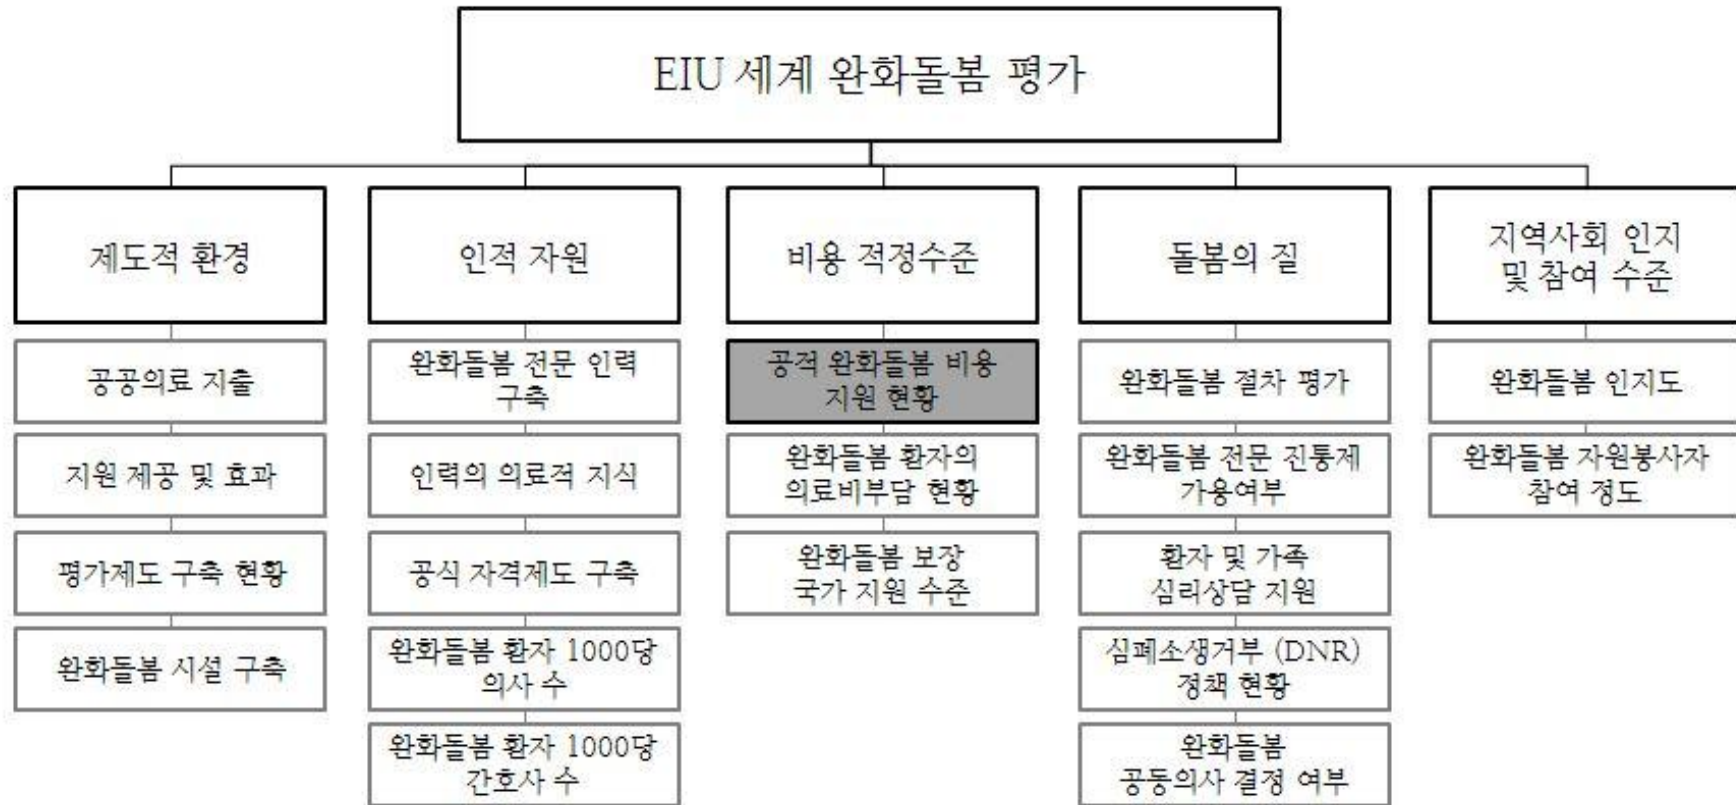 EIU 세계 완화돌봄 평가
제도적 환경
공공의료 지출
지원 제공 및 효과
평가제도 구축 현황
완화돌봄 시설 구축
인적 자원
완화돌봄 전문 인력
구축
인력의 의료적 지식
공식 자격제도 구축
완화돌봄 환자 1000당
의사 수
완화돌봄 환자 1000당
간호사 수
비용 적정수준
공적 완화돌봄 비용
지원 현황
완화돌봄 환자의
의료비부담 현황
완화돌봄 보장
국가 지원 수준
돌봄의 질
완화돌봄 절차 평가
완화돌봄 전문 진통제
가용여부
환자 및 가족
심리상담 지원
심폐소생거부 (DNR)
정책 현황
완화돌봄
공동의사 결정 여부
지역사회 인지
및 참여 수준
완화돌봄 인지도
완화돌봄 자원봉사자
참여 정도